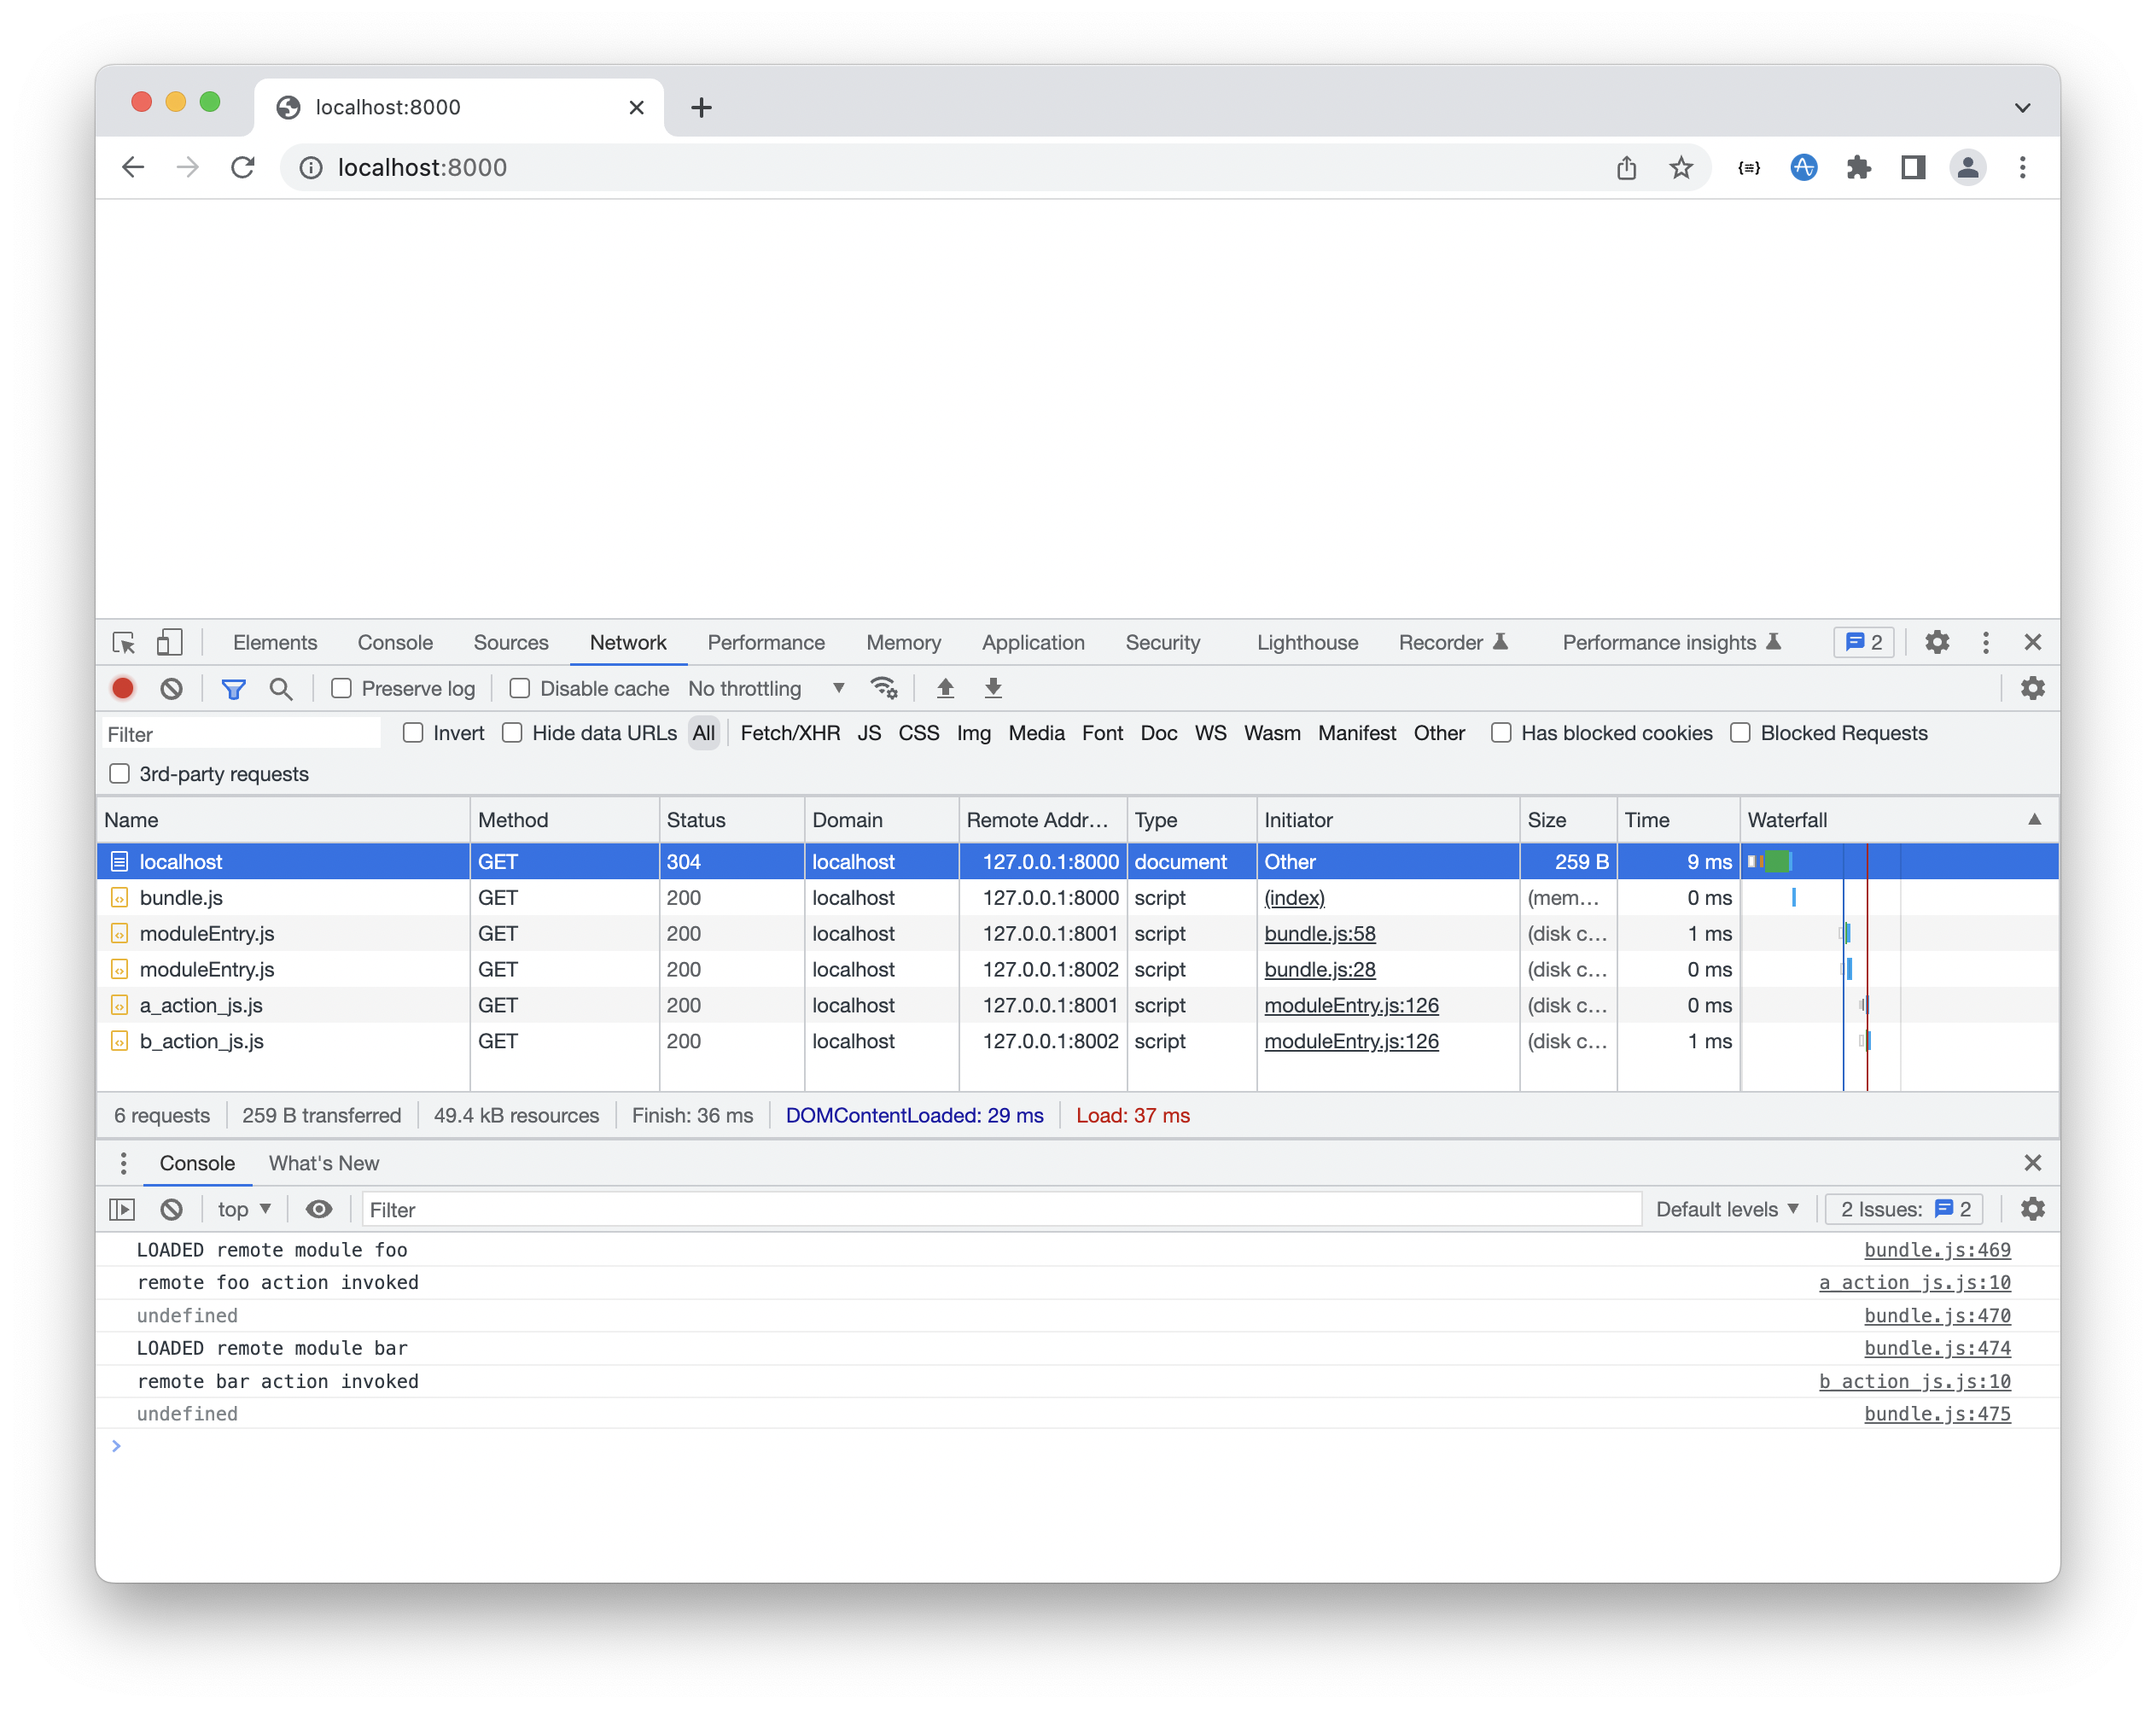 localhost:8000
localhost:8000
Elements Console Sources Network Performance Memory Application Security Lighthouse Recorder Performance insights 2
Preserve log Disable cache No throttling
Filter Invert Hide data URLs All Fetch/XHR JS CSS Img Media Font Doc WS Wasm Manifest Other Has blocked cookies Blocked Requests
3rd-party requests
Name Method Status Domain Remote Addr... Type Initiator Size Time Waterfall
localhost GET 304 localhost 127.0.0.1:8000 document Other 259 B 9 ms
bundle.js GET 200 localhost 127.0.0.1:8000 script (index) (mem... 0 ms
moduleEntry.js GET 200 localhost 127.0.0.1:8001 script bundle.js:58 (disk c... 1 ms
moduleEntry.js GET 200 localhost 127.0.0.1:8002 script bundle.js:28 (disk c... 0 ms
a_action_js.js GET 200 localhost 127.0.0.1:8001 script moduleEntry.js:126 (disk c... 0 ms
b_action_js.js GET 200 localhost 127.0.0.1:8002 script moduleEntry.js:126 (disk c... 1 ms
6 requests 259 B transferred 49.4 kB resources Finish: 36 ms DOMContentLoaded: 29 ms Load: 37 ms
Console What's New
top Filter Default levels 2 Issues: 2
LOADED remote module foo bundle.js:469
remote foo action invoked a_action_js.js:10
undefined bundle.js:470
LOADED remote module bar bundle.js:474
remote bar action invoked b_action_js.js:10
undefined bundle.js:475